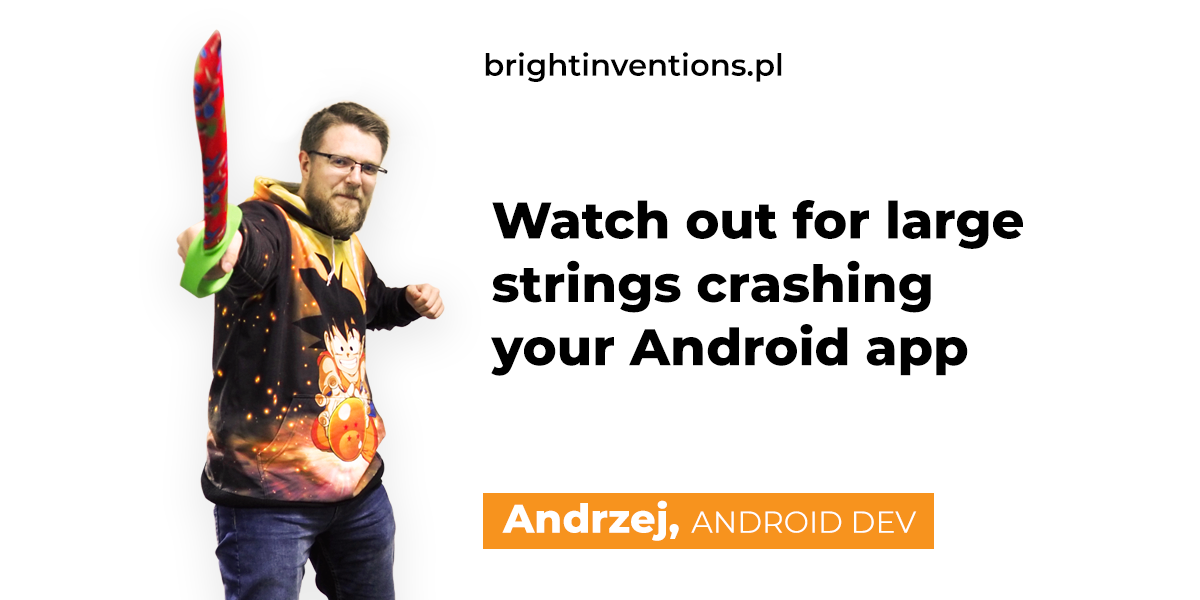 brightinventions.pl
Watch out for large
strings crashing
your Android app
Andrzej, ANDROID DEV